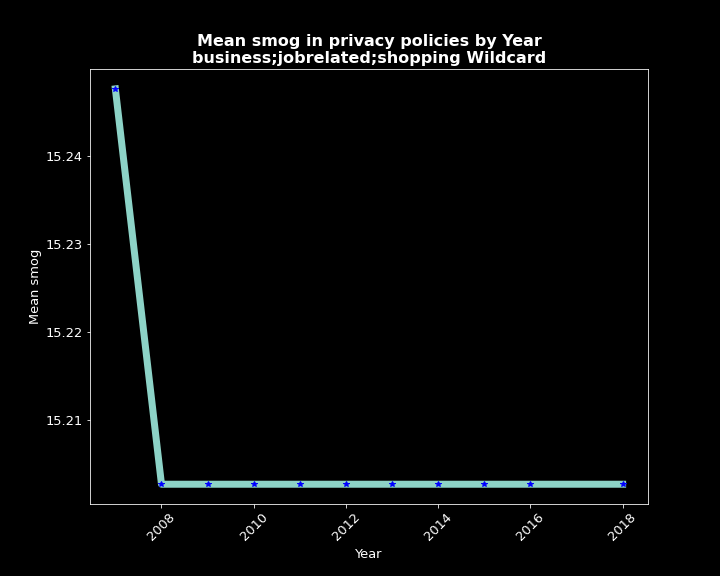 Mean smog in privacy policies by Year
business;jobrelated;shopping Wildcard
15.24
15.23
15.22
15.21
Mean smog
2008
2010
2012
2014
2016
2018
Year